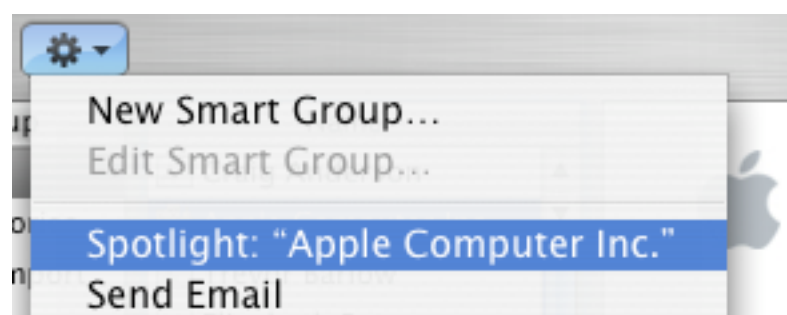 New Smart Group...
Edit Smart Group...
Spotlight: “Apple Computer Inc.”
Send Email